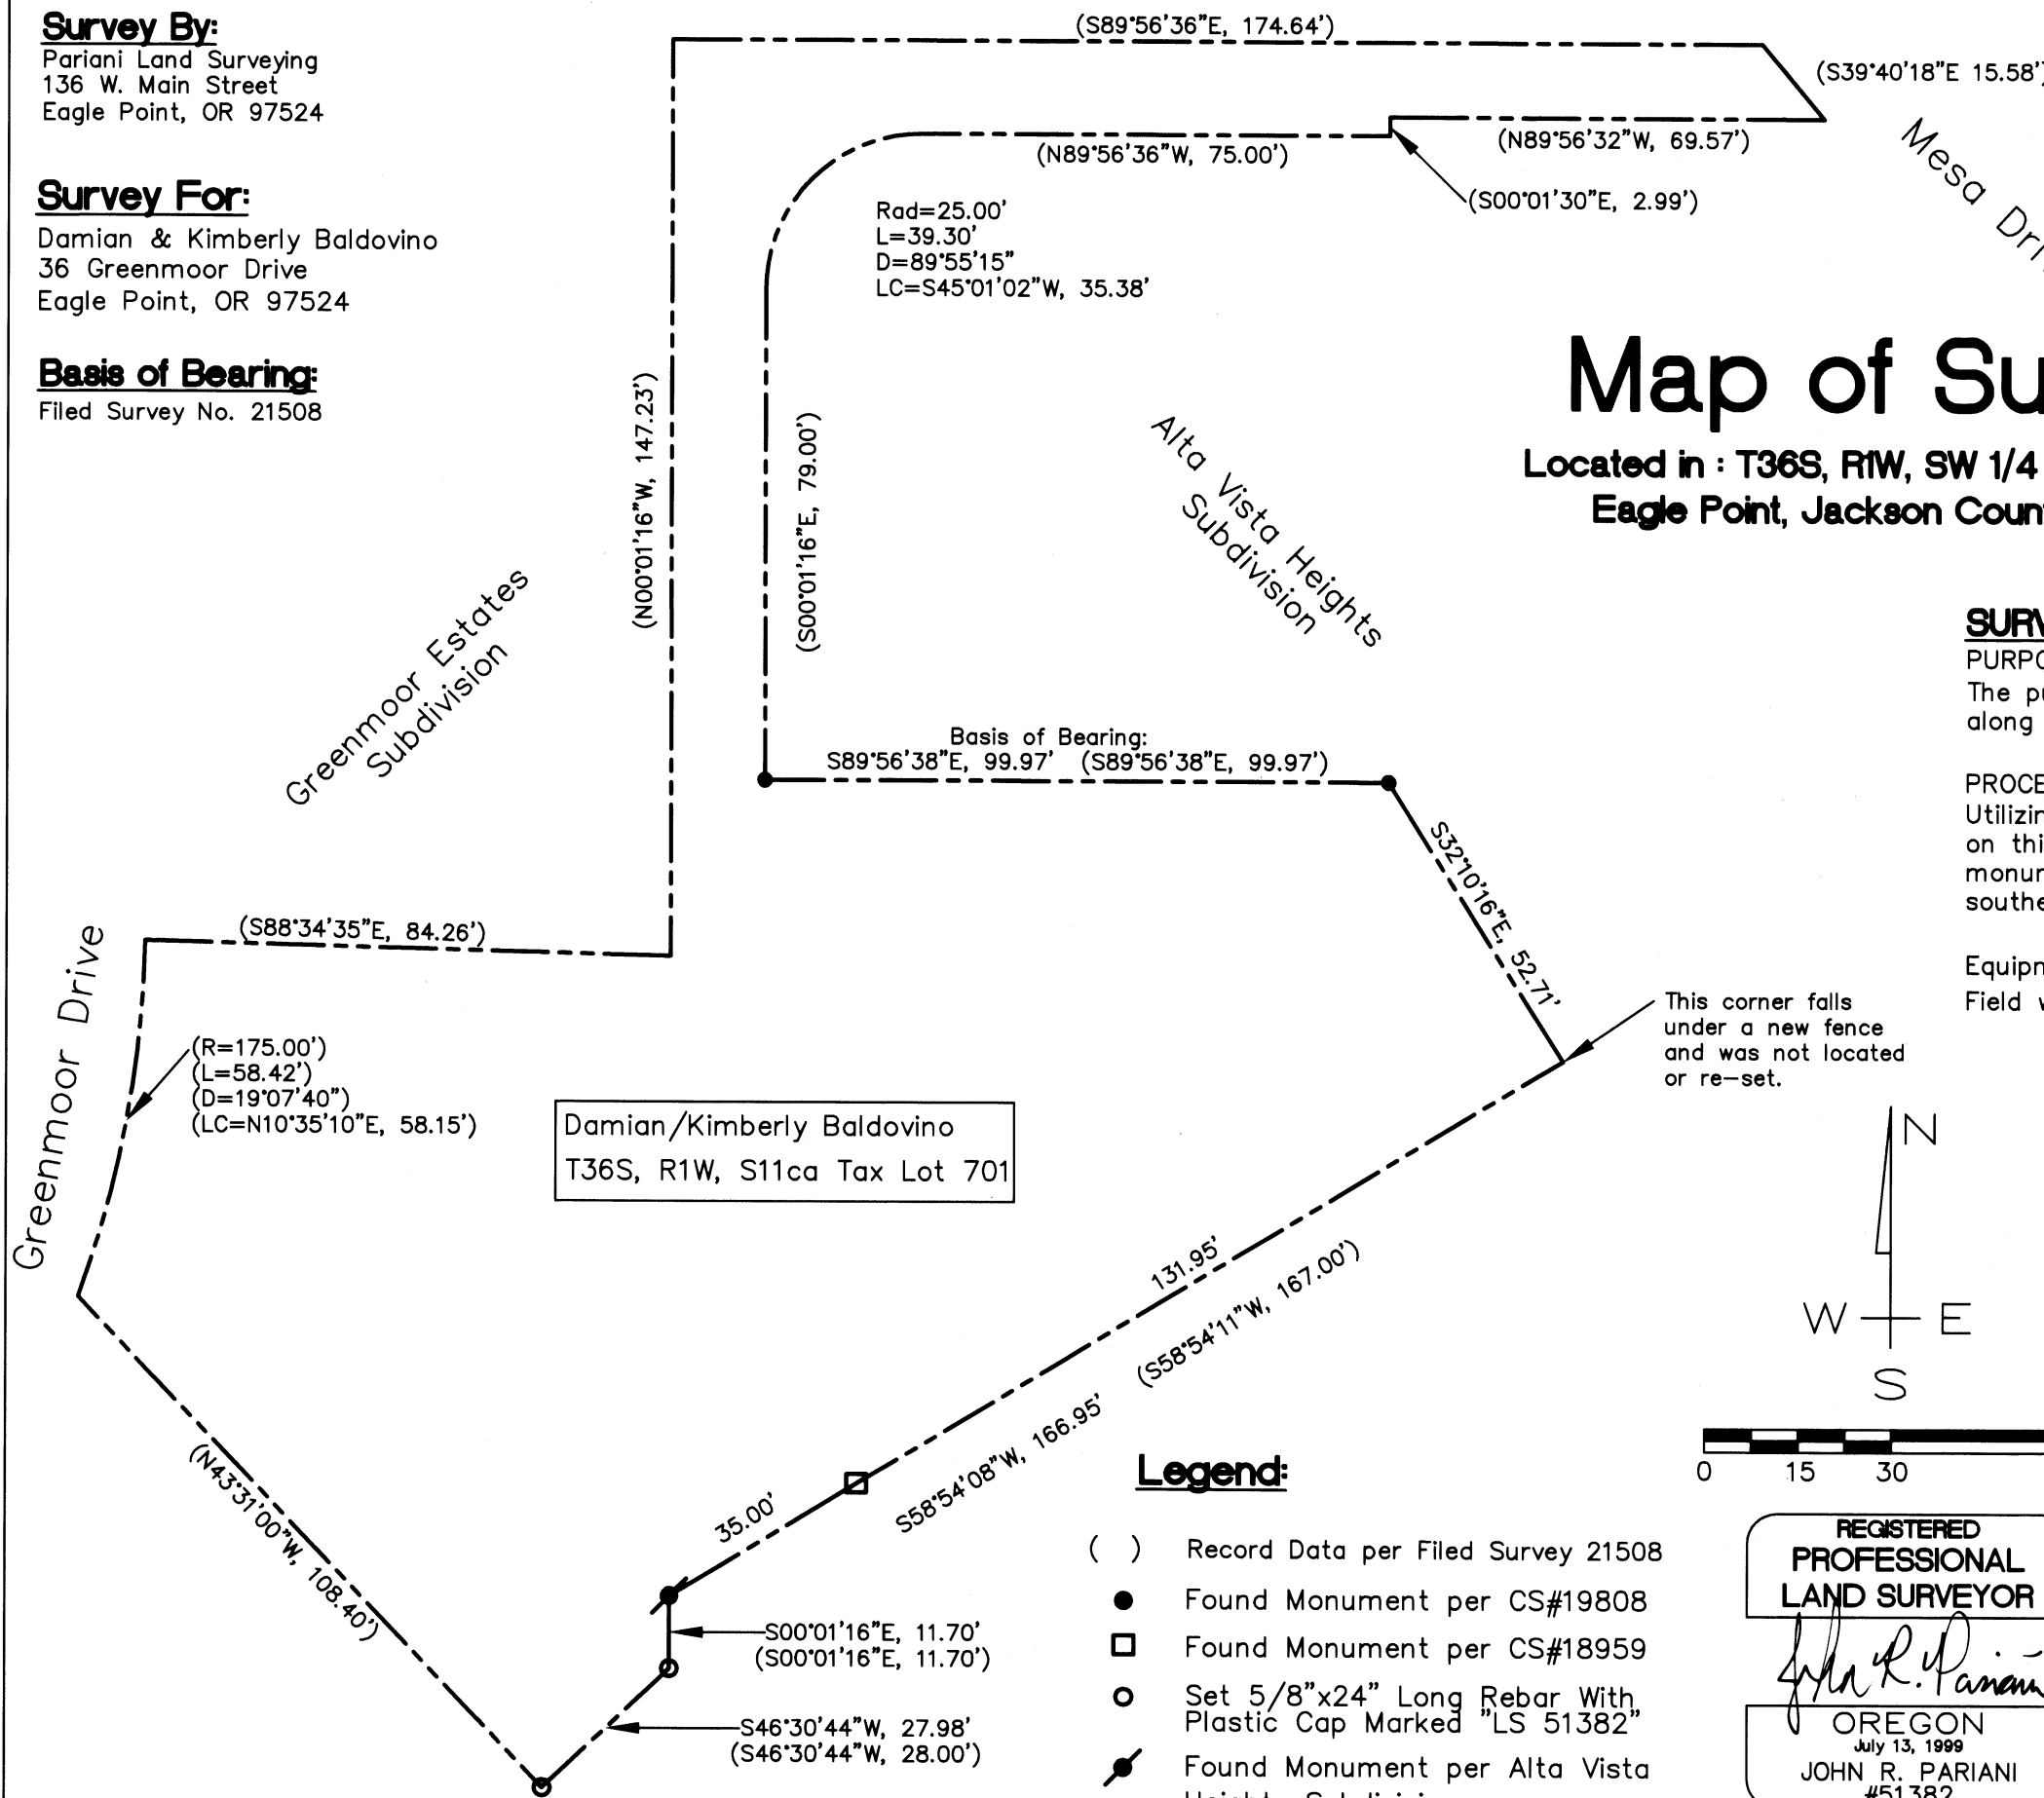 Survey By:
Pariani Land Surveying
136 W. Main Street
Eagle Point, OR 97524
Survey For:
Damian & Kimberly Baldovino
36 Greenmoor Drive
Eagle Point, OR 97524
Basis of Bearing:
Filed Survey No. 21508
(S89°56'36"E, 174.64')
(S39°40'18"E 15.58')
(N89°56'36"W, 75.00')
(N89°56'32"W, 69.57')
(S00°01'30"E, 2.99')
Mesa Dri
Rad=25.00'
L=39.30'
D=89°55'15"
LC=S45°01'02"W, 35.38'
Map of Su
Located in : T36S, R1W, SW 1/4
Eagle Point, Jackson Coun
(N00°01'16"W, 147.23')
(S00°01'16"E, 79.00')
Alta Vista Heights
Subdivision
Greenmoor Estates
Subdivision
SURV
PURPO
The pu
along
PROCE
Utilizin
on thi
monur
southe
Equipn
Field
Basis of Bearing:
S89°56'38"E, 99.97' (S89°56'38"E, 99.97')
S32°10'16"E, 52.71'
(S88°34'35"E, 84.26')
Greenmoor Drive
This corner falls
under a new fence
and was not located
or re-set.
(R=175.00')
(L=58.42')
(D=19°07'40")
(LC=N10°35'10"E, 58.15')
Damian/Kimberly Baldovino
T36S, R1W, S11ca Tax Lot 701
N
W E
S
131.95'
(S58°54'11"W, 167.00')
S58°54'08"W, 166.95'
35.00'
(N43°31'00"W, 108.40')
S00°01'16"E, 11.70'
(S00°01'16"E, 11.70')
S46°30'44"W, 27.98'
(S46°30'44"W, 28.00')
0 15 30
Legend:
( ) Record Data per Filed Survey 21508
Found Monument per CS#19808
Found Monument per CS#18959
Set 5/8"x24" Long Rebar With
Plastic Cap Marked "LS 51382"
Found Monument per Alta Vista
REGISTERED
PROFESSIONAL
LAND SURVEYOR
John R. Pariani
OREGON
July 13, 1999
JOHN R. PARIANI
#51382